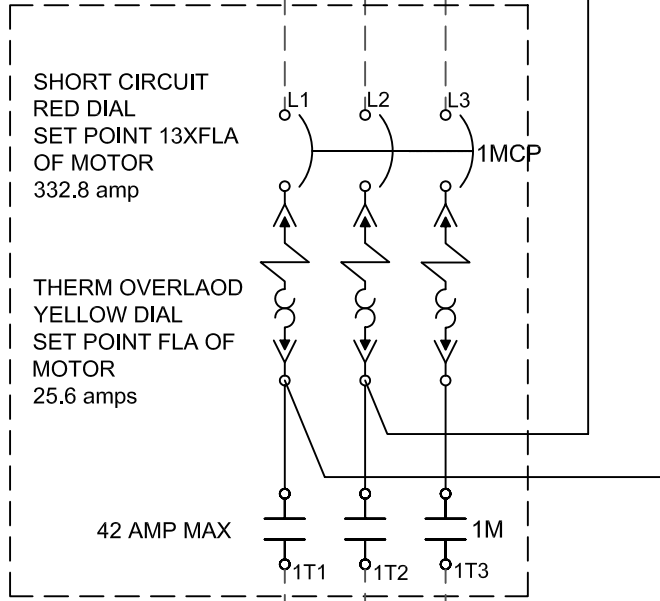 SHORT CIRCUIT
RED DIAL
SET POINT 13XFLA
OF MOTOR
332.8 amp
L1
L2
L3
1MCP
THERM OVERLAOD
YELLOW DIAL
SET POINT FLA OF
MOTOR
25.6 amps
42 AMP MAX
1M
1T1
1T2
1T3